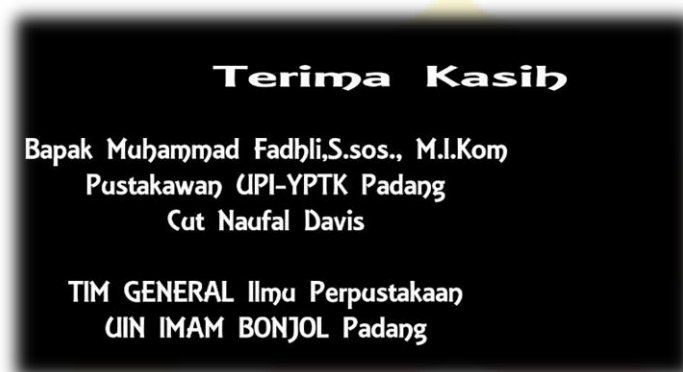 Terima Kasih
Bapak Muhammad Fadhli,S.sos., M.I.Kom
Pustakawan UPI-YPTK Padang
Cut Naufal Davis
TIM GENERAL Ilmu Perpustakaan
UIN IMAM BONJOL Padang